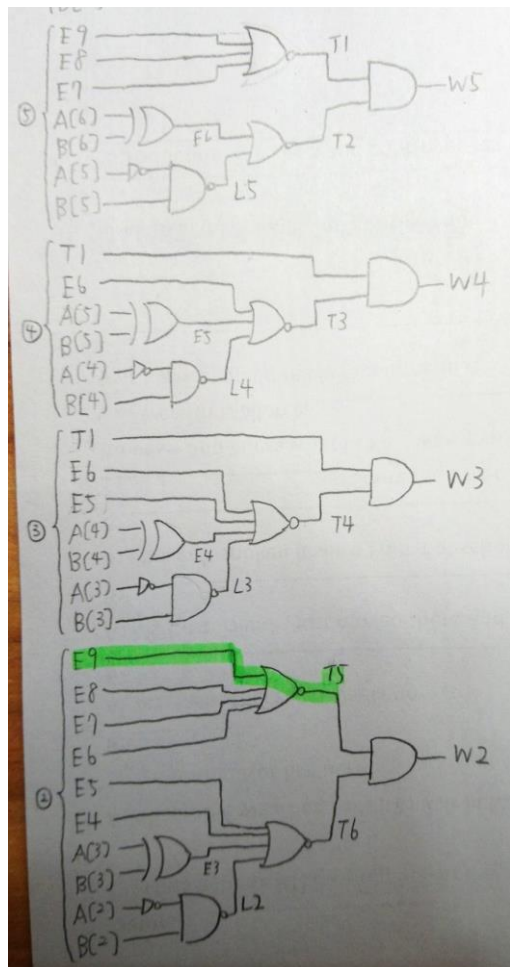 ⑤
E9
E8
E7
A(6)
B(6)
A(5)
B(5)
E6
L5
T1
T2
W5
④
T1
E6
A(5)
B(5)
A(4)
B(4)
E5
L4
T3
W4
③
T1
E6
E5
A(4)
B(4)
A(3)
B(3)
E4
L3
T4
W3
②
E9
E8
E7
E6
E5
E4
A(3)
B(3)
A(2)
B(2)
E3
L2
T5
T6
W2